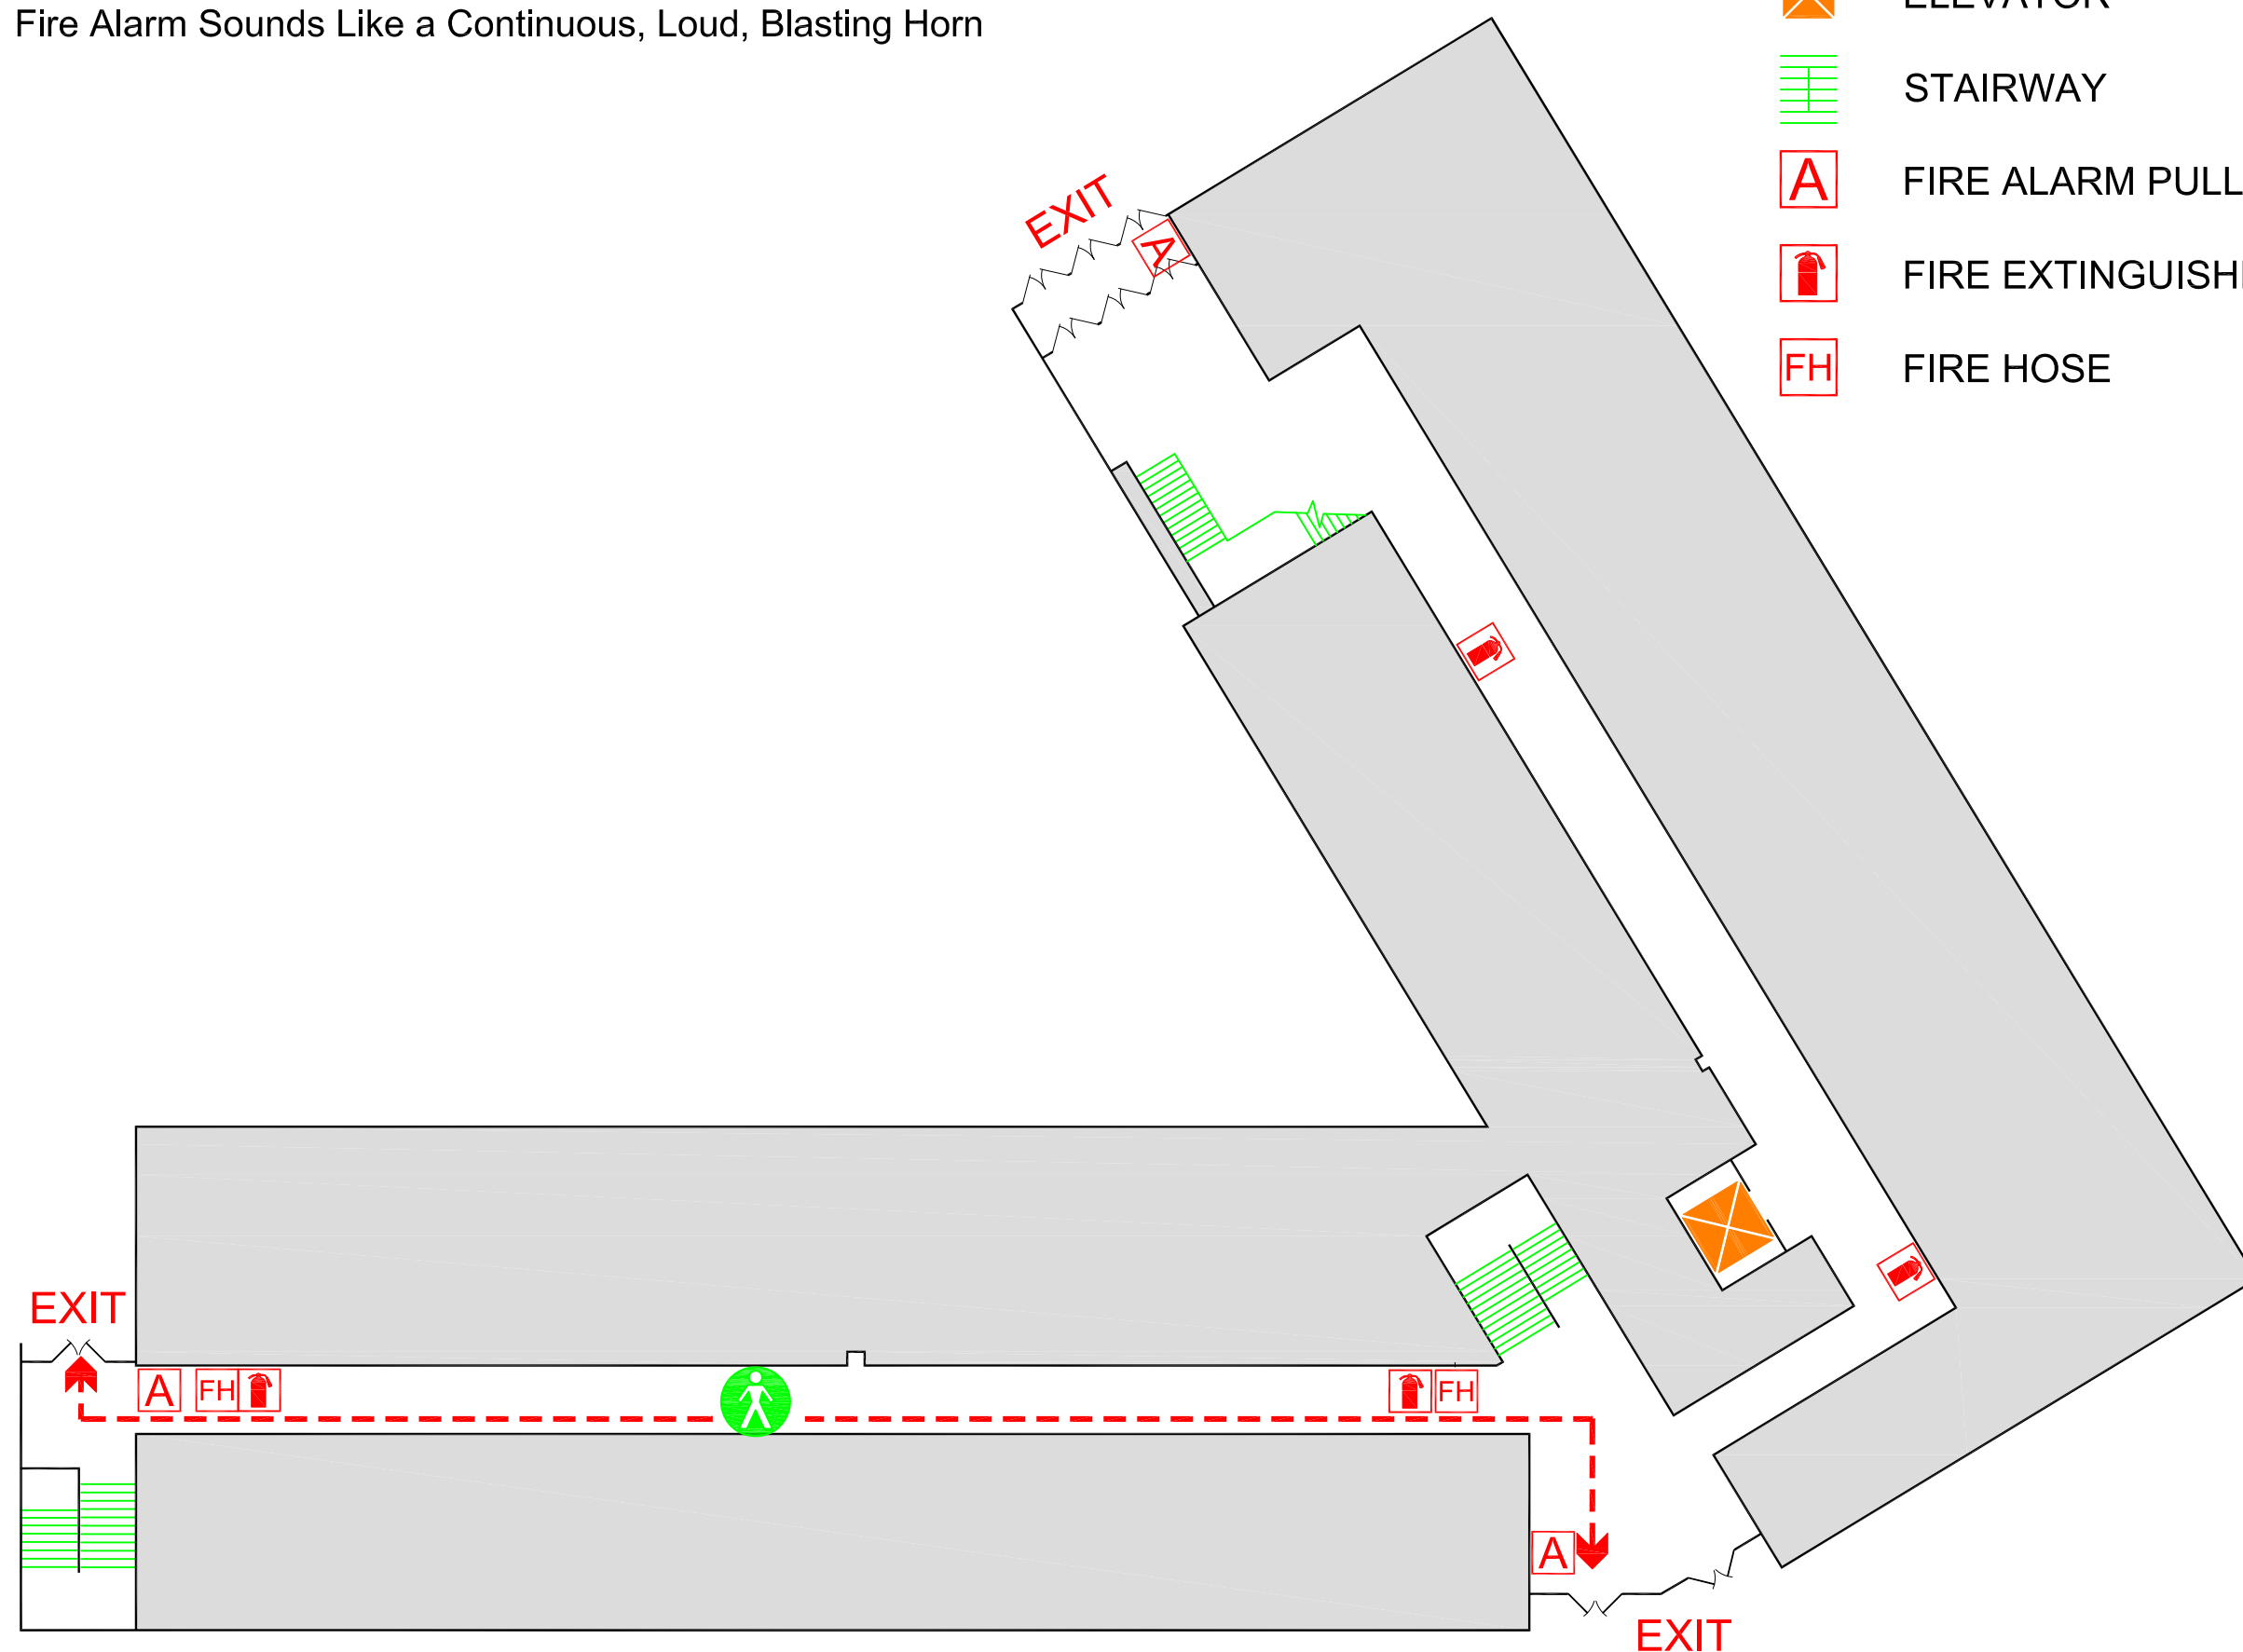 Fire Alarm Sounds Like a Continuous, Loud, Blasting Horn
ELEVATOR
STAIRWAY
A FIRE ALARM PULL
FIRE EXTINGUISH
FH FIRE HOSE
EXIT
A
EXIT
A FH
FH
A
EXIT